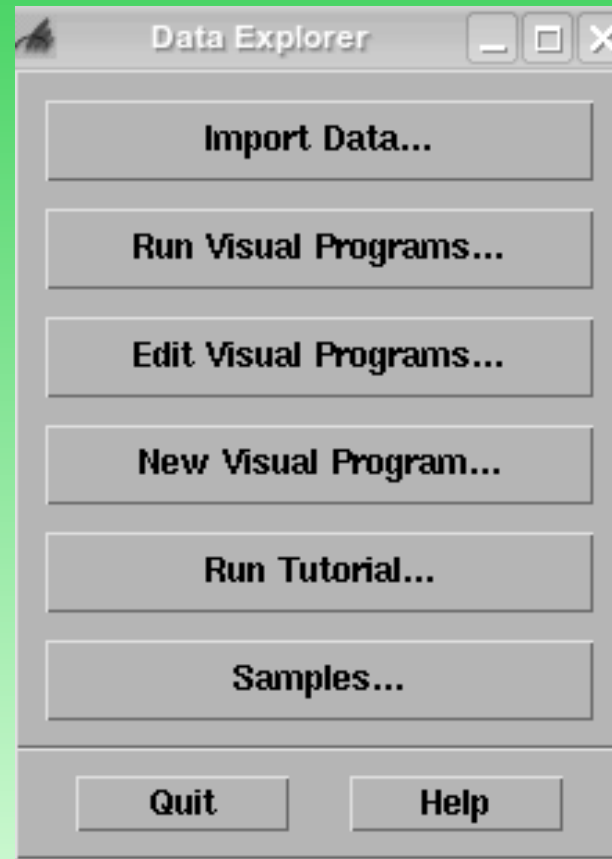 Data Explorer
Import Data...
Run Visual Programs...
Edit Visual Programs...
New Visual Program...
Run Tutorial...
Samples...
Quit Help